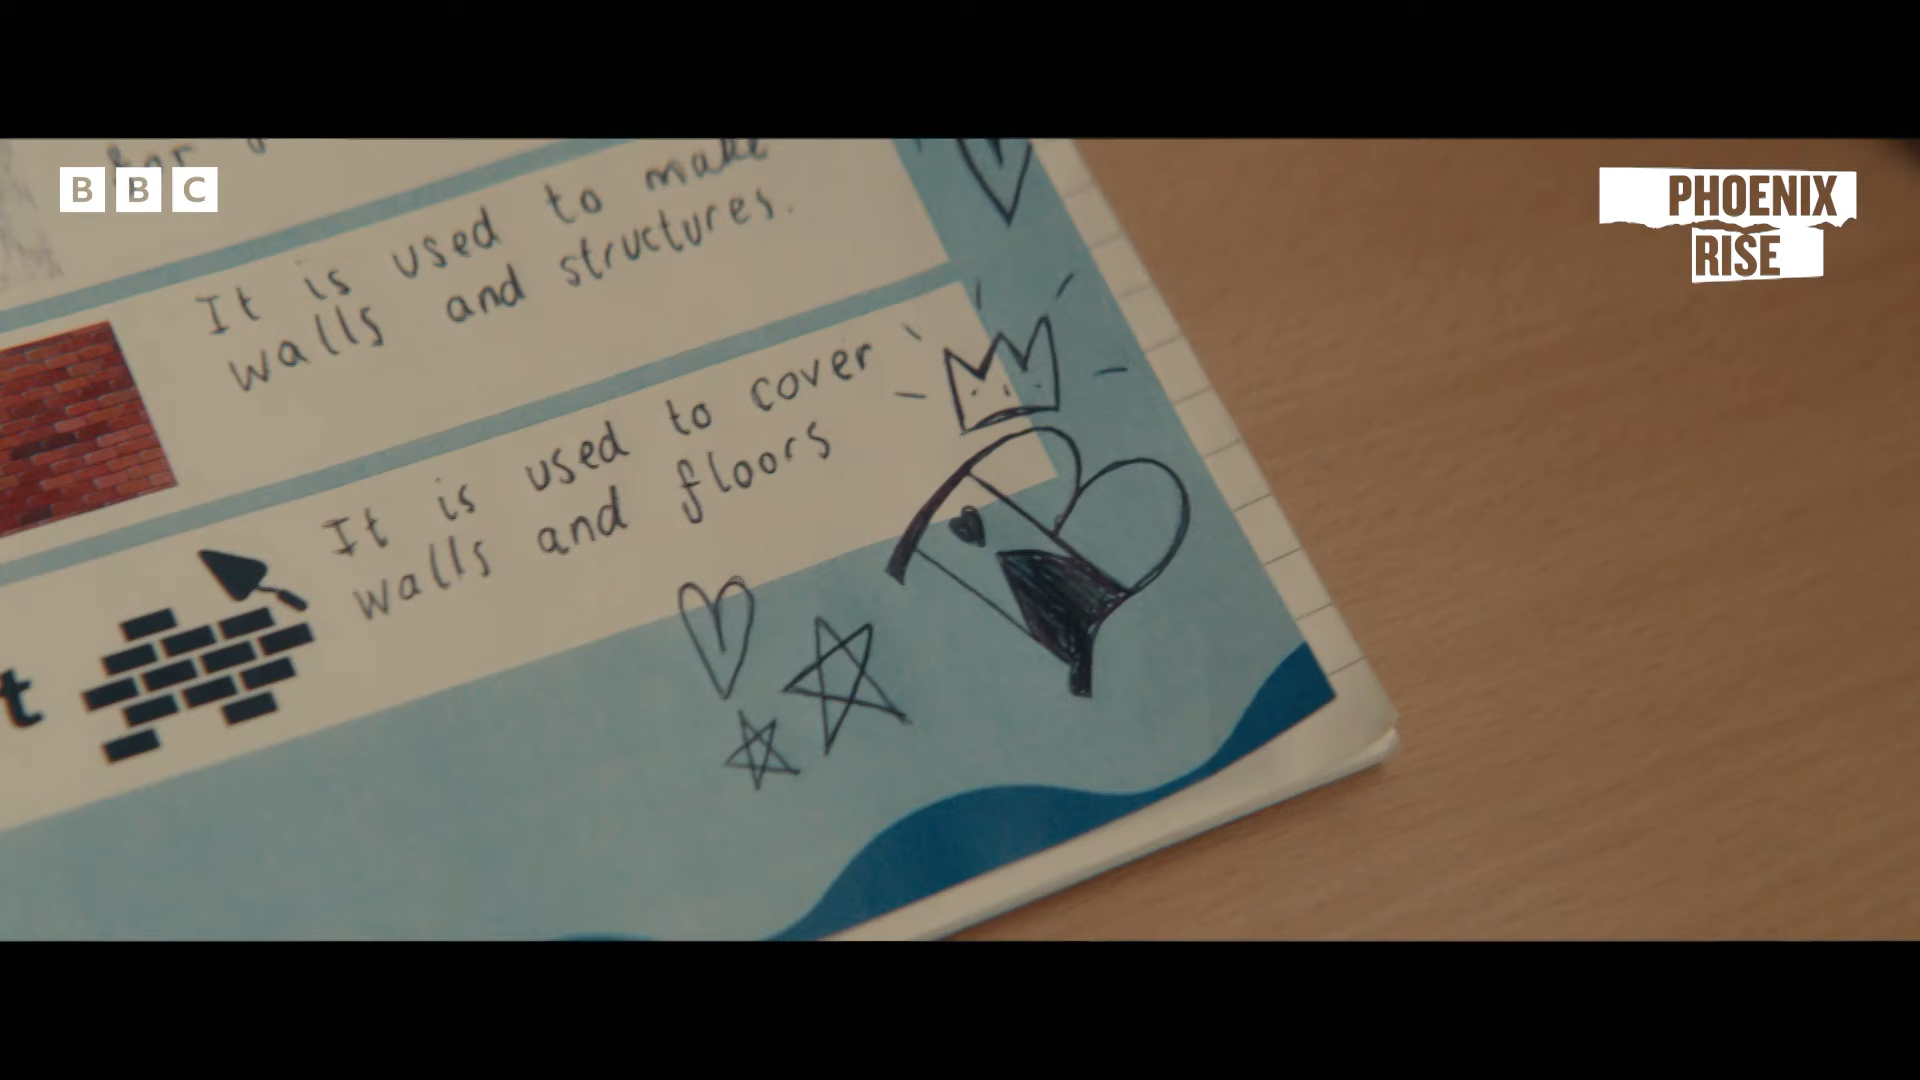 for
BBC
PHOENIX
RISE
It is used to make
walls and structures.
It is used to cover
walls and floors
t
B